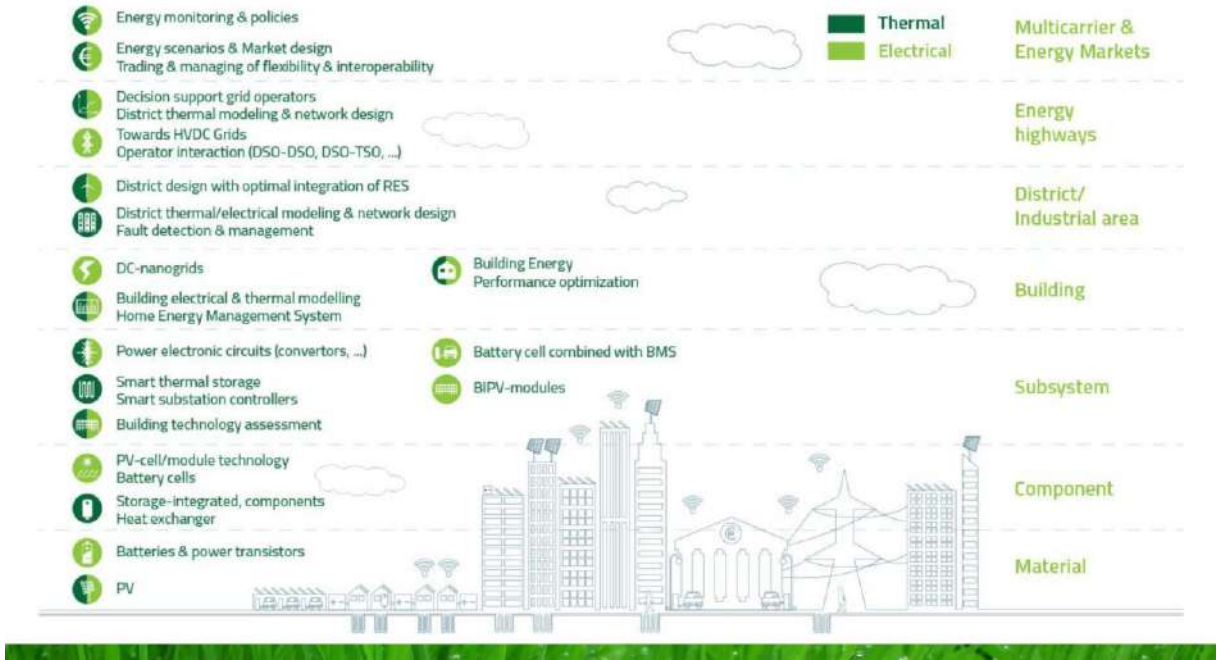 Energy monitoring & policies
Energy scenarios & Market design
Trading & managing of flexibility & interoperability
Thermal
Electrical
Multicarrier &
Energy Markets
Decision support grid operators
District thermal modeling & network design
Towards HVDC Grids
Operator interaction (DSO-DSO, DSO-TSO, ...)
Energy
highways
District design with optimal integration of RES
District thermal/electrical modeling & network design
Fault detection & management
District/
Industrial area
DC-nanogrids
Building electrical & thermal modelling
Home Energy Management System
Building Energy
Performance optimization
Building
Power electronic circuits (convertors, ...)
Smart thermal storage
Smart substation controllers
Building technology assessment
Battery cell combined with BMS
BIPV-modules
Subsystem
PV-cell/module technology
Battery cells
Storage-integrated, components
Heat exchanger
Component
Batteries & power transistors
PV
Material